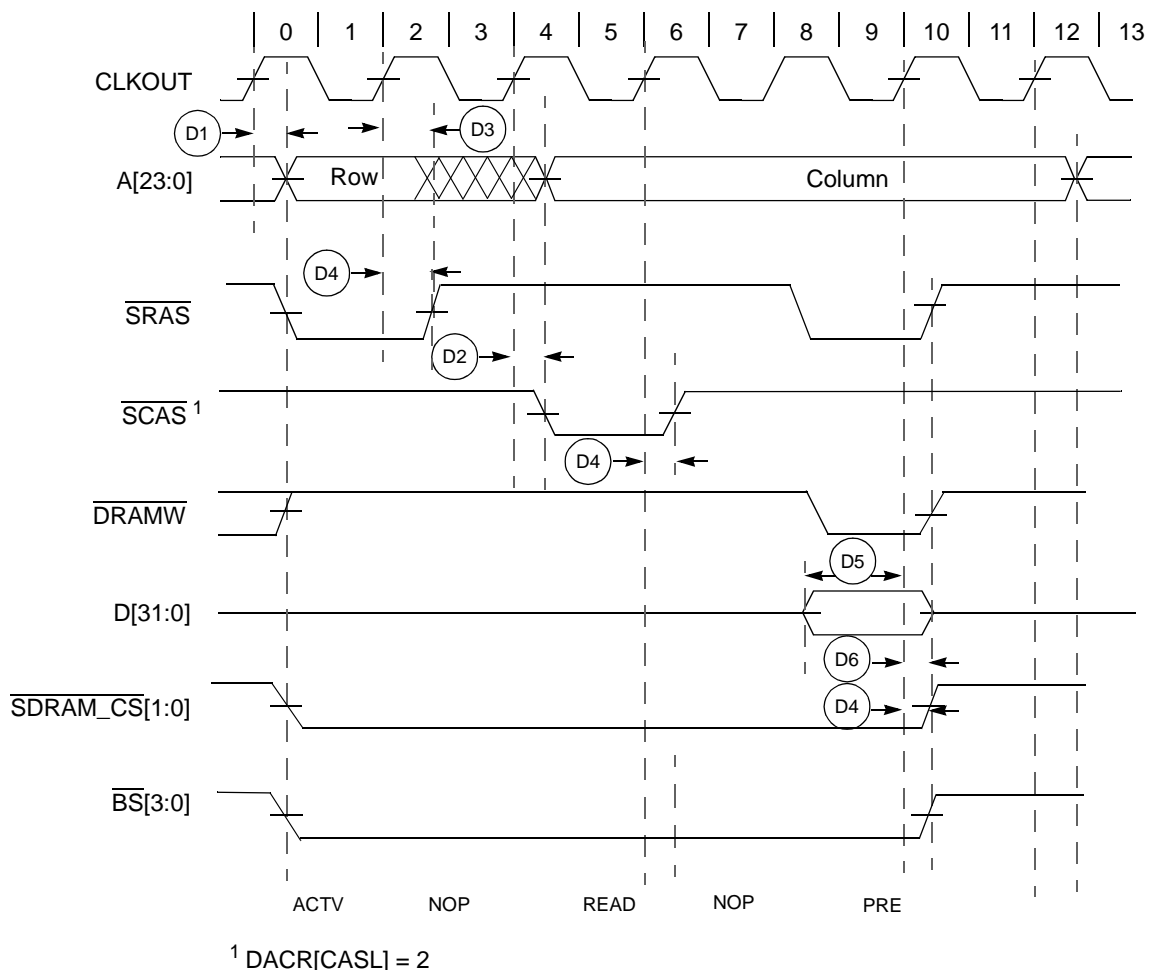 0 1 2 3 4 5 6 7 8 9 10 11 12 13
CLKOUT
D1 D3
A[23:0] Row Column
D4
SRAS
D2
SCAS 1
D4
DRAMW
D5
D[31:0]
D6
SDRAM_CS[1:0] D4
BS[3:0]
ACTV NOP READ NOP PRE
1 DACR[CASL] = 2